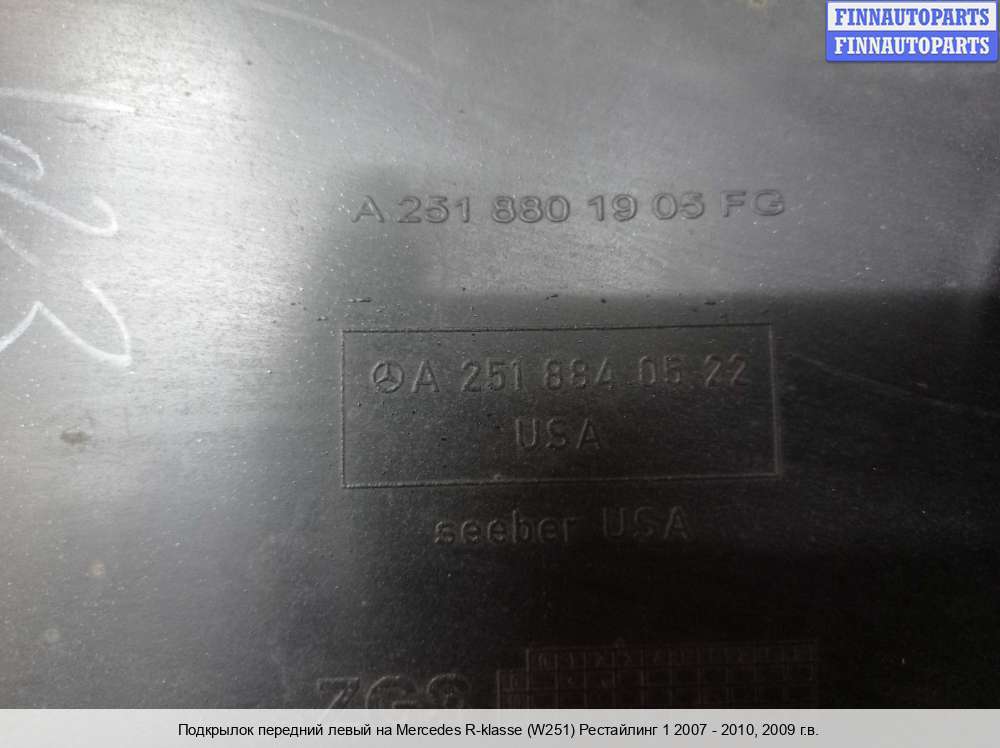 FINNAUTOPARTS
FINNAUTOPARTS
A 251 880 19 05 FG
A 251 884 05 22
USA
seeber USA
ZGS
Подкрылок передний левый на Mercedes R-klasse (W251) Рестайлинг 1 2007 - 2010, 2009 г.в.